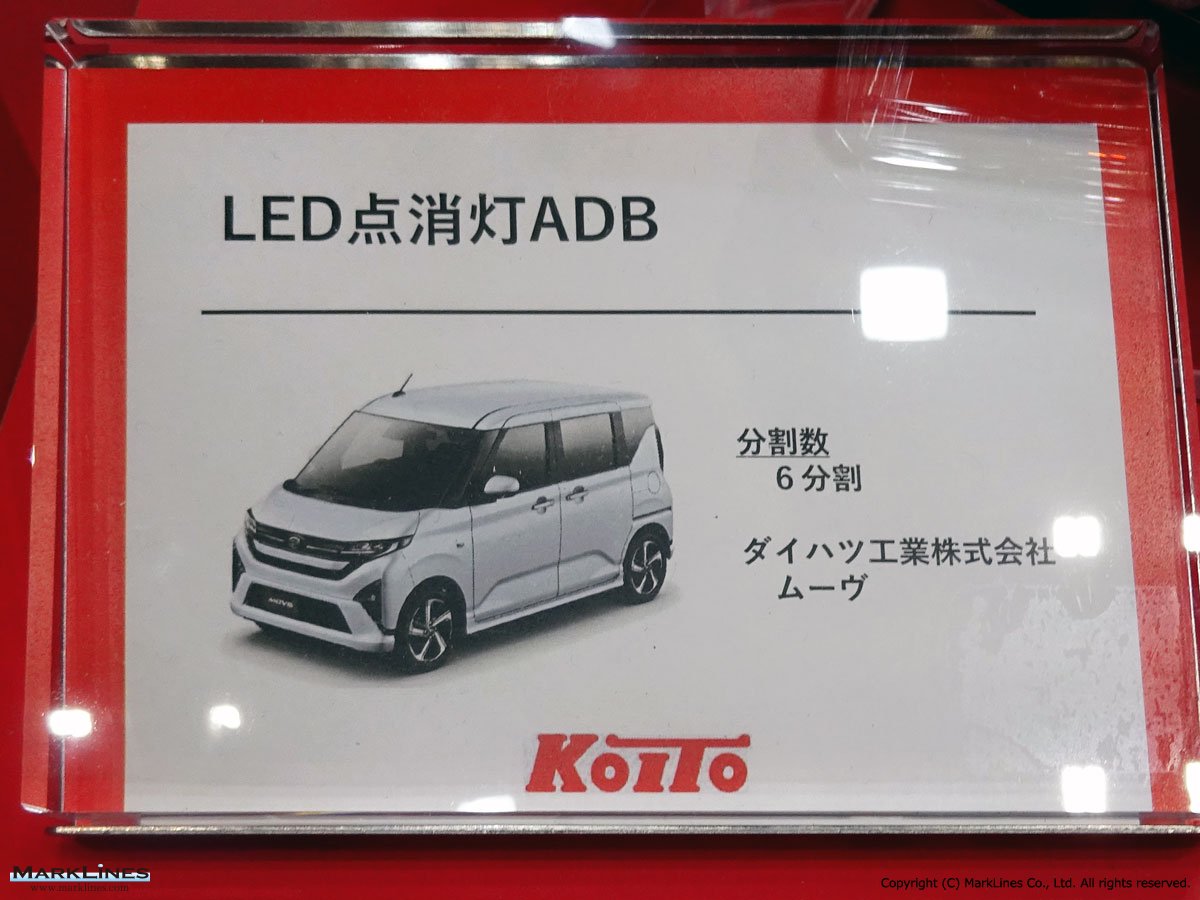 LED点消灯ADB
分割数
6分割
ダイハツ工業株式会社
ムーヴ
MOVE
KOITO
MARKLINES
www.marklines.com
Copyright (C) MarkLines Co., Ltd. All rights reserved.